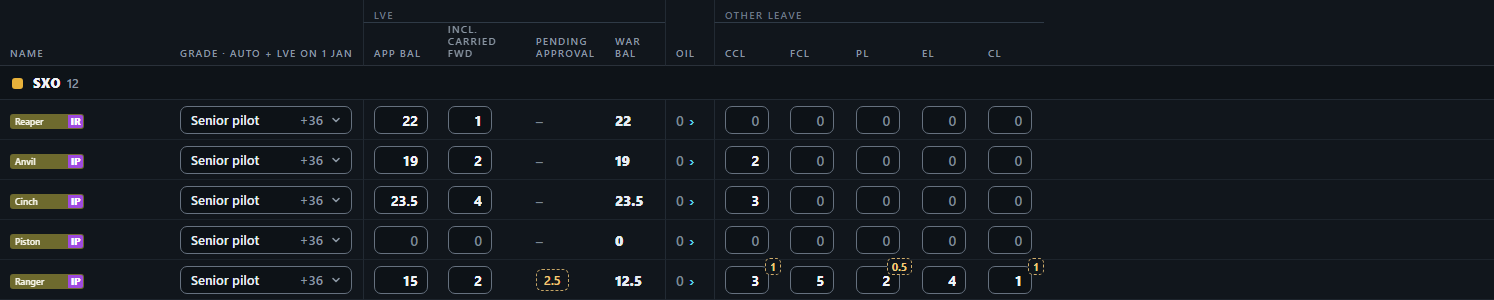 LVE OTHER LEAVE
NAME GRADE · AUTO + LVE ON 1 JAN APP BAL INCL. CARRIED FWD PENDING APPROVAL WAR BAL OIL CCL FCL PL EL CL
SXO 12
Reaper IR Senior pilot +36 22 1 – 22 0 › 0 0 0 0 0
Anvil IP Senior pilot +36 19 2 – 19 0 › 2 0 0 0 0
Cinch IP Senior pilot +36 23.5 4 – 23.5 0 › 3 0 0 0 0
Piston IP Senior pilot +36 0 0 – 0 0 › 0 0 0 0 0
Ranger IP Senior pilot +36 15 2 2.5 12.5 0 › 3 1 5 2 0.5 4 1 1